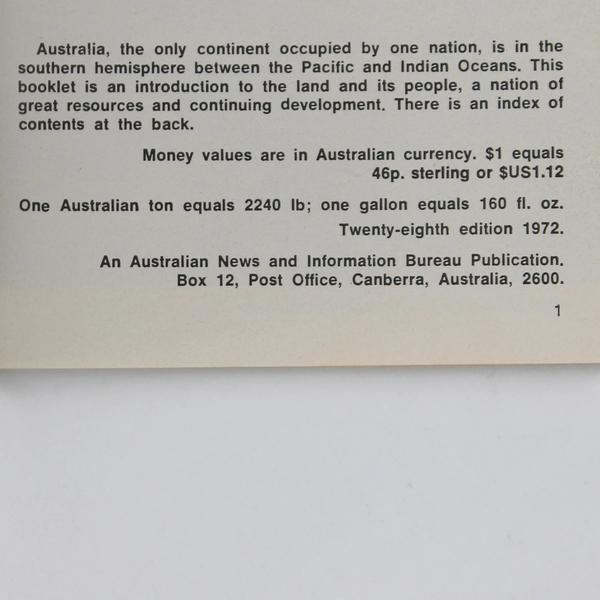 Australia, the only continent occupied by one nation, is in the
southern hemisphere between the Pacific and Indian Oceans. This
booklet is an introduction to the land and its people, a nation of
great resources and continuing development. There is an index of
contents at the back.
Money values are in Australian currency. $1 equals
46p. sterling or $US1.12
One Australian ton equals 2240 lb; one gallon equals 160 fl. oz.
Twenty-eighth edition 1972.
An Australian News and Information Bureau Publication.
Box 12, Post Office, Canberra, Australia, 2600.
1